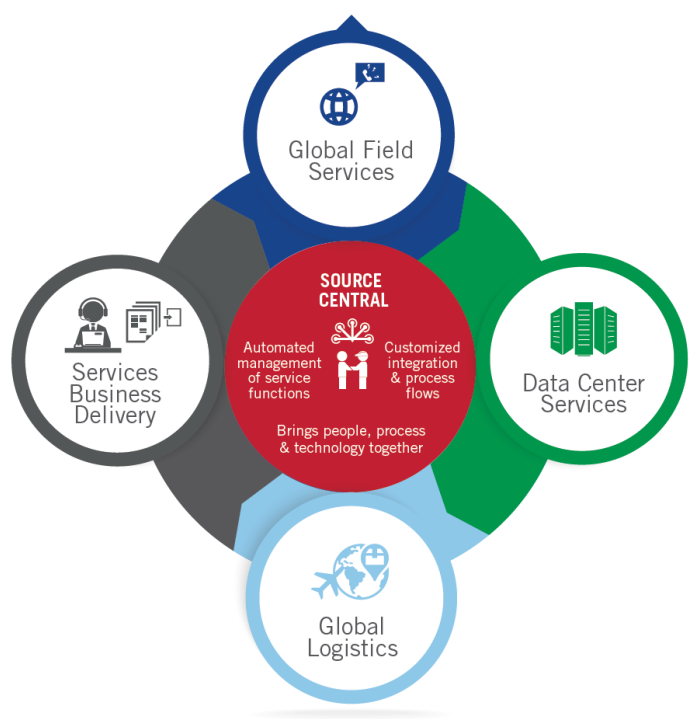 Global Field
Services
SOURCE
CENTRAL
Automated
management
of service
functions
Customized
integration
& process
flows
Brings people, process
& technology together
Services
Business
Delivery
Data Center
Services
Global
Logistics